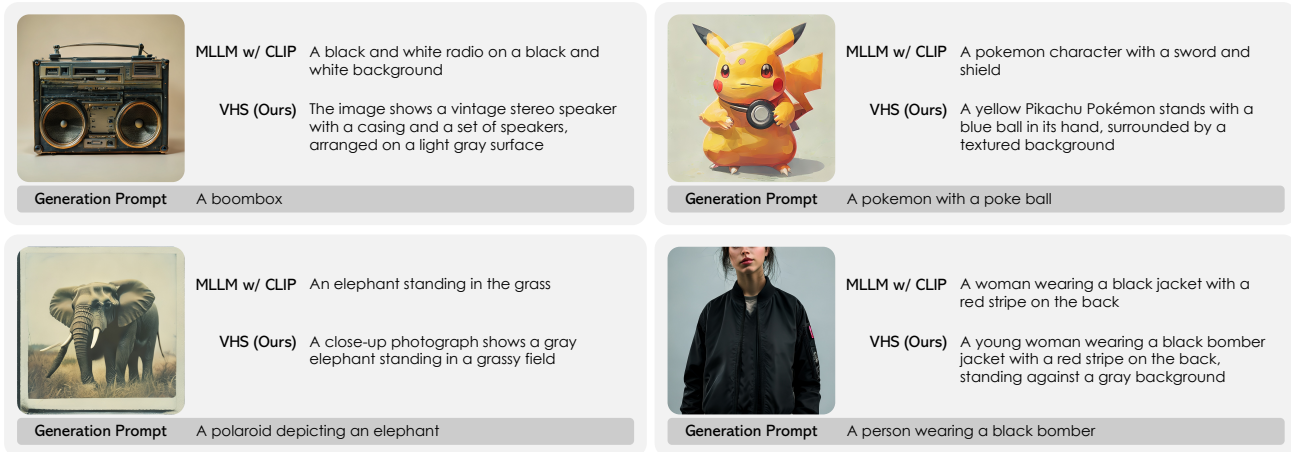 MLLM w/ CLIP A black and white radio on a black and
white background
VHS (Ours) The image shows a vintage stereo speaker
with a casing and a set of speakers,
arranged on a light gray surface
Generation Prompt A boombox
MLLM w/ CLIP A pokemon character with a sword and
shield
VHS (Ours) A yellow Pikachu Pokémon stands with a
blue ball in its hand, surrounded by a
textured background
Generation Prompt A pokemon with a poke ball
MLLM w/ CLIP An elephant standing in the grass
VHS (Ours) A close-up photograph shows a gray
elephant standing in a grassy field
Generation Prompt A polaroid depicting an elephant
MLLM w/ CLIP A woman wearing a black jacket with a
red stripe on the back
VHS (Ours) A young woman wearing a black bomber
jacket with a red stripe on the back,
standing against a gray background
Generation Prompt A person wearing a black bomber